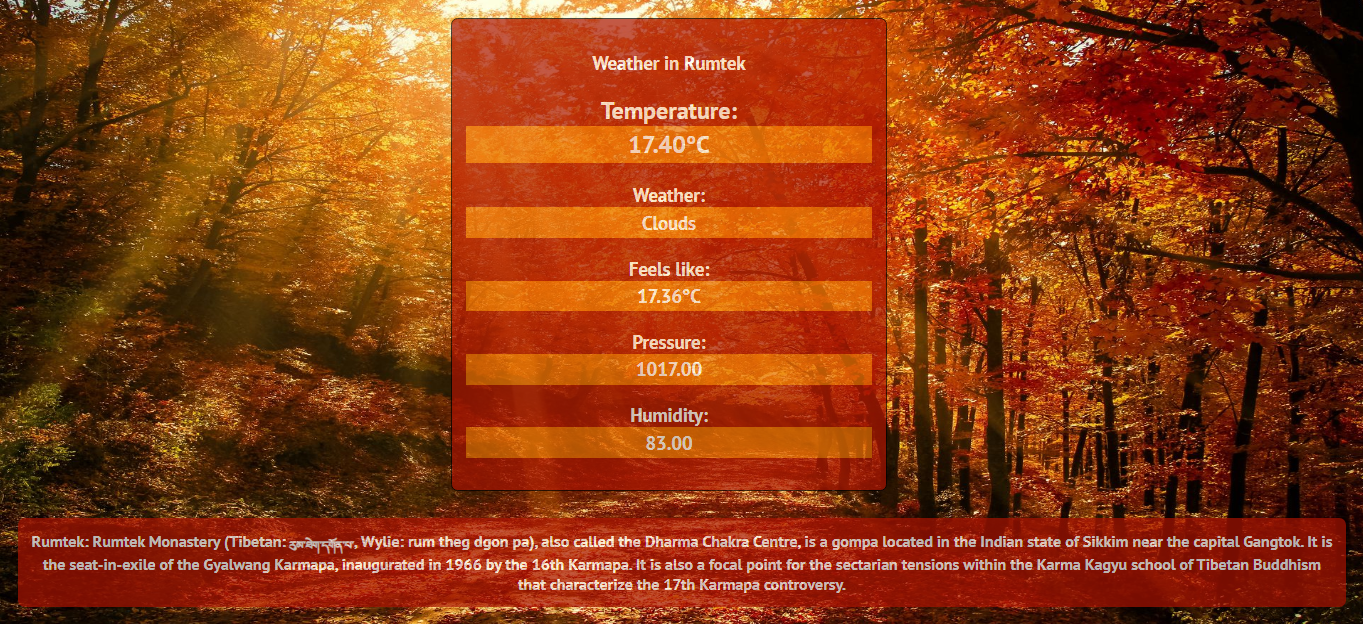 Weather in Rumtek
Temperature:
17.40°C
Weather:
Clouds
Feels like:
17.36°C
Pressure:
1017.00
Humidity:
83.00
Rumtek: Rumtek Monastery (Tibetan: , Wylie: rum theg dgon pa), also called the Dharma Chakra Centre, is a gompa located in the Indian state of Sikkim near the capital Gangtok. It is
the seat-in-exile of the Gyalwang Karmapa, inaugurated in 1966 by the 16th Karmapa. It is also a focal point for the sectarian tensions within the Karma Kagyu school of Tibetan Buddhism
that characterize the 17th Karmapa controversy.